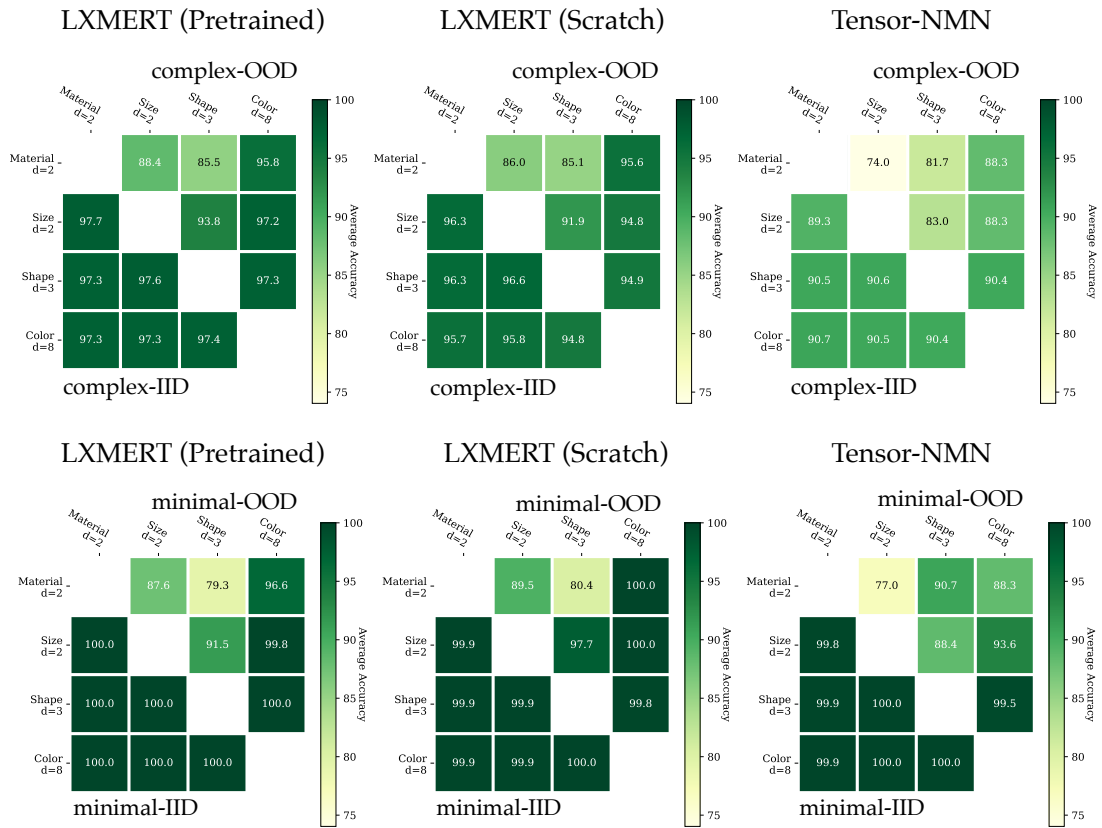 LXMERT (Pretrained)
LXMERT (Scratch)
Tensor-NMN
complex-OOD
Material
d=2
Size
d=2
Shape
d=3
Color
d=8
Material
d=2
88.4
85.5
95.8
Size
d=2
97.7
93.8
97.2
Shape
d=3
97.3
97.6
97.3
Color
d=8
97.3
97.3
97.4
complex-IID
100
95
90
85
80
75
Average Accuracy
complex-OOD
Material
d=2
Size
d=2
Shape
d=3
Color
d=8
Material
d=2
86.0
85.1
95.6
Size
d=2
96.3
91.9
94.8
Shape
d=3
96.3
96.6
94.9
Color
d=8
95.7
95.8
94.8
complex-IID
100
95
90
85
80
75
Average Accuracy
complex-OOD
Material
d=2
Size
d=2
Shape
d=3
Color
d=8
Material
d=2
74.0
81.7
88.3
Size
d=2
89.3
83.0
88.3
Shape
d=3
90.5
90.6
90.4
Color
d=8
90.7
90.5
90.4
complex-IID
100
95
90
85
80
75
Average Accuracy
LXMERT (Pretrained)
LXMERT (Scratch)
Tensor-NMN
minimal-OOD
Material
d=2
Size
d=2
Shape
d=3
Color
d=8
Material
d=2
87.6
79.3
96.6
Size
d=2
100.0
91.5
99.8
Shape
d=3
100.0
100.0
100.0
Color
d=8
100.0
100.0
100.0
minimal-IID
100
95
90
85
80
75
Average Accuracy
minimal-OOD
Material
d=2
Size
d=2
Shape
d=3
Color
d=8
Material
d=2
89.5
80.4
100.0
Size
d=2
99.9
97.7
100.0
Shape
d=3
99.9
99.9
99.8
Color
d=8
99.9
99.9
100.0
minimal-IID
100
95
90
85
80
75
Average Accuracy
minimal-OOD
Material
d=2
Size
d=2
Shape
d=3
Color
d=8
Material
d=2
77.0
90.7
88.3
Size
d=2
99.8
88.4
93.6
Shape
d=3
99.9
100.0
99.5
Color
d=8
99.9
100.0
100.0
minimal-IID
100
95
90
85
80
75
Average Accuracy